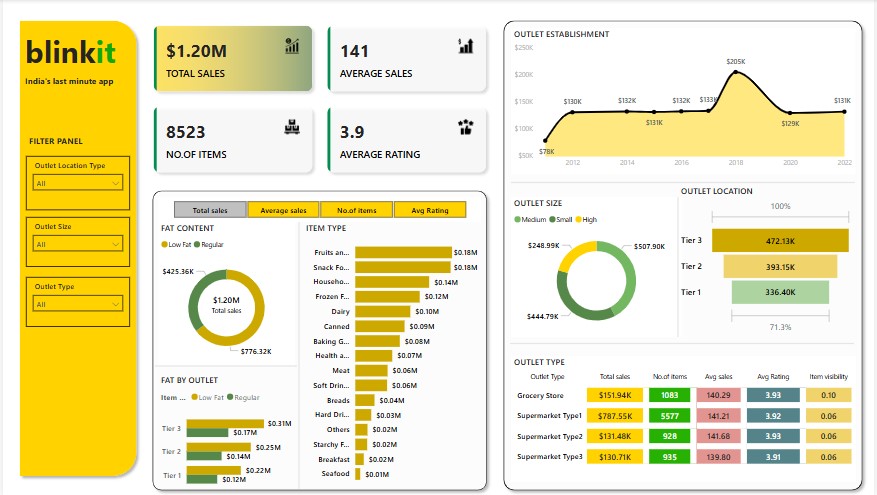 blinkit
India's last minute app
FILTER PANEL
Outlet Location Type
All
Outlet Size
All
Outlet Type
All
$1.20M
TOTAL SALES
141
AVERAGE SALES
8523
NO.OF ITEMS
3.9
AVERAGE RATING
Total sales
Average sales
No.of items
Avg Rating
FAT CONTENT
Low Fat Regular
$425.36K
$1.20M
Total sales
$776.32K
FAT BY OUTLET
Item ... Low Fat Regular
Tier 3 $0.31M
$0.17M
Tier 2 $0.25M
$0.14M
Tier 1 $0.22M
$0.12M
ITEM TYPE
Fruits an... $0.18M
Snack Fo... $0.18M
Househo... $0.14M
Frozen F... $0.12M
Dairy $0.10M
Canned $0.09M
Baking G... $0.08M
Health a... $0.07M
Meat $0.06M
Soft Drin... $0.06M
Breads $0.04M
Hard Dri... $0.03M
Others $0.02M
Starchy F... $0.02M
Breakfast $0.02M
Seafood $0.01M
OUTLET ESTABLISHMENT
$250K
$200K
$150K
$100K
$50K
$78K
$130K
$132K
$131K
$132K
$133K
$205K
$129K
$131K
2012 2014 2016 2018 2020 2022
OUTLET SIZE
Medium Small High
$248.99K
$507.90K
$444.79K
OUTLET LOCATION
100%
Tier 3 472.13K
Tier 2 393.15K
Tier 1 336.40K
71.3%
OUTLET TYPE
Outlet Type Total sales No.of items Avg sales Avg Rating Item visibility
Grocery Store $151.94K 1083 140.29 3.93 0.10
Supermarket Type1 $787.55K 5577 141.21 3.92 0.06
Supermarket Type2 $131.48K 928 141.68 3.93 0.06
Supermarket Type3 $130.71K 935 139.80 3.91 0.06